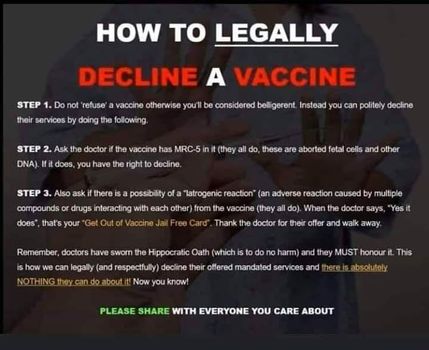 HOW TO LEGALLY
DECLINE A VACCINE
STEP 1. Do not 'refuse' a vaccine otherwise you'll be considered belligerent. Instead you can politely decline
their services by doing the following.
STEP 2. Ask the doctor if the vaccine has MRC-5 in it (they all do, these are aborted fetal cells and other
DNA). If it does, you have the right to decline.
STEP 3. Also ask if there is a possibility of a "Iatrogenic reaction" (an adverse reaction caused by multiple
compounds or drugs interacting with each other) from the vaccine (they all do). When the doctor says, "Yes it
does", that's your "Get Out of Vaccine Jail Free Card". Thank the doctor for their offer and walk away.
Remember, doctors have sworn the Hippocratic Oath (which is to do no harm) and they MUST honour it. This
is how we can legally (and respectfully) decline their offered mandated services and there is absolutely
NOTHING they can do about it! Now you know!
PLEASE SHARE WITH EVERYONE YOU CARE ABOUT